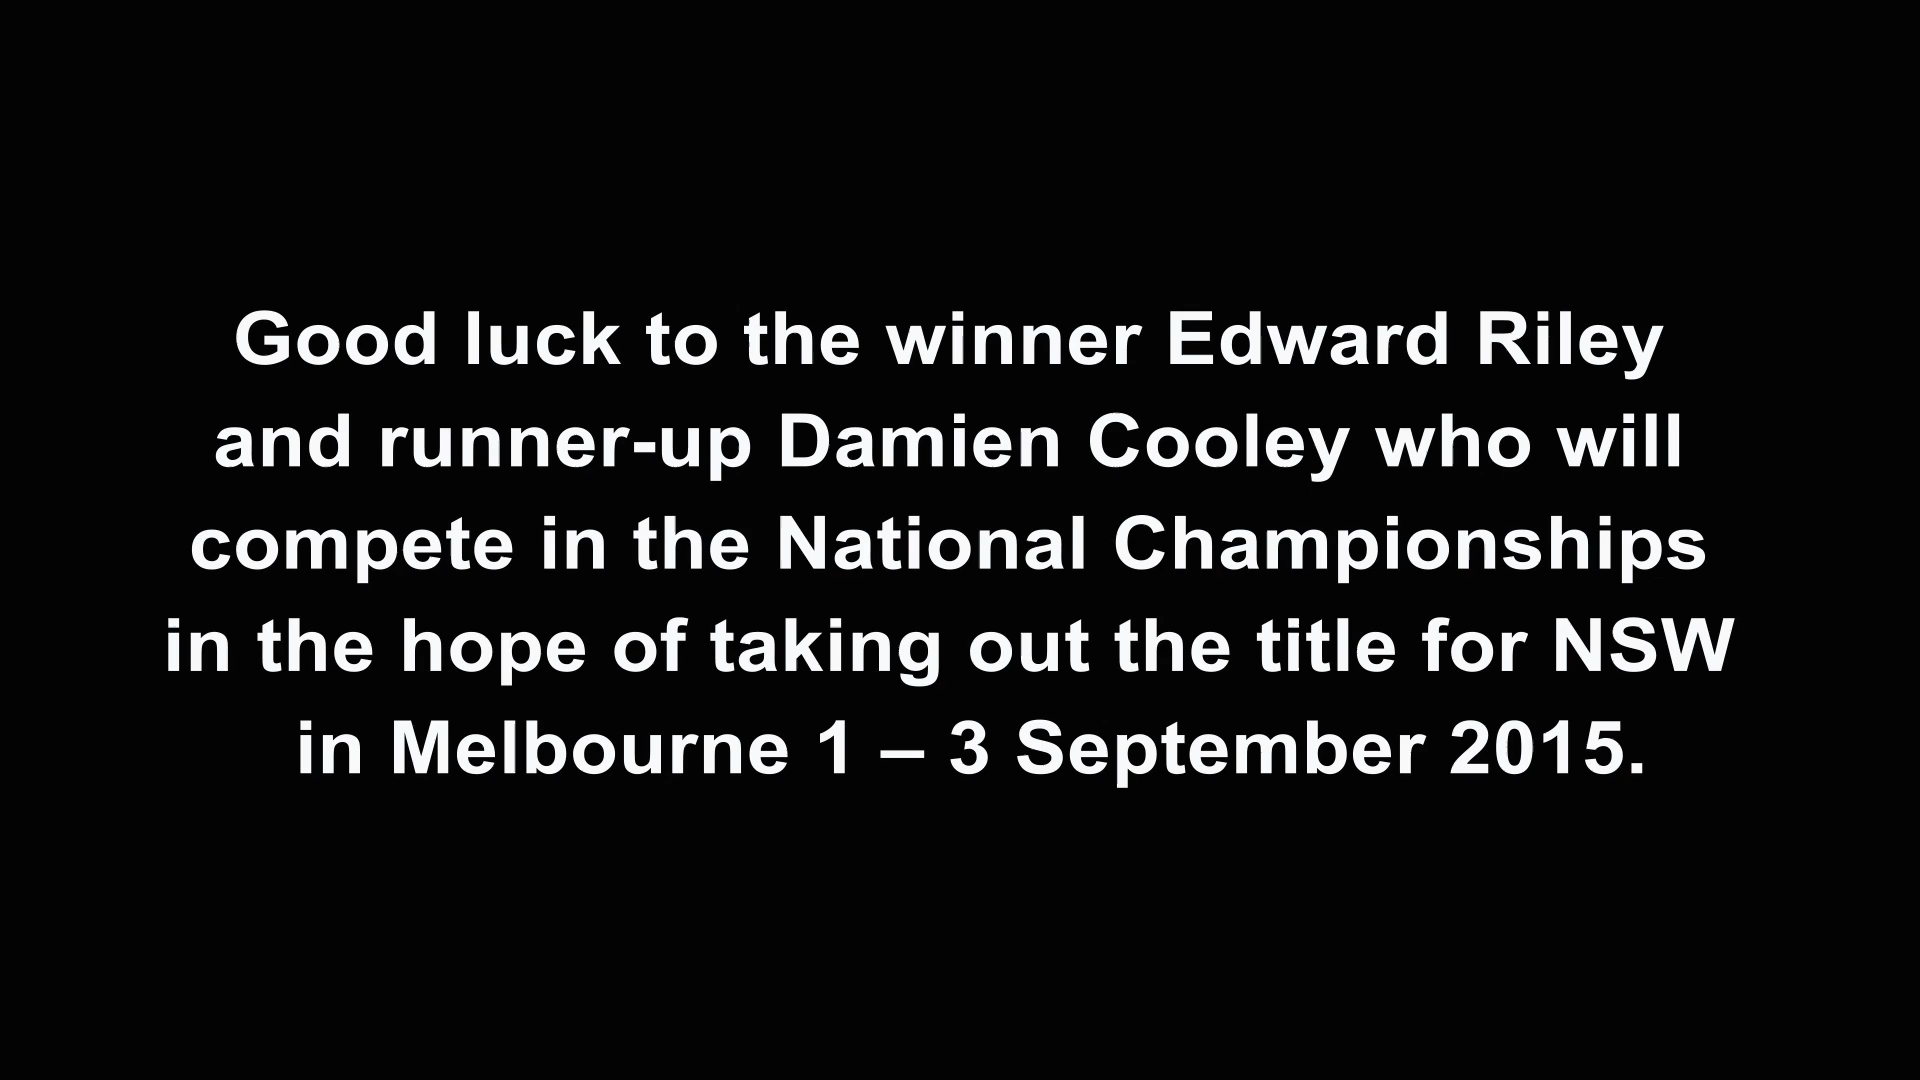 Good luck to the winner Edward Riley
and runner-up Damien Cooley who will
compete in the National Championships
in the hope of taking out the title for NSW
in Melbourne 1 – 3 September 2015.